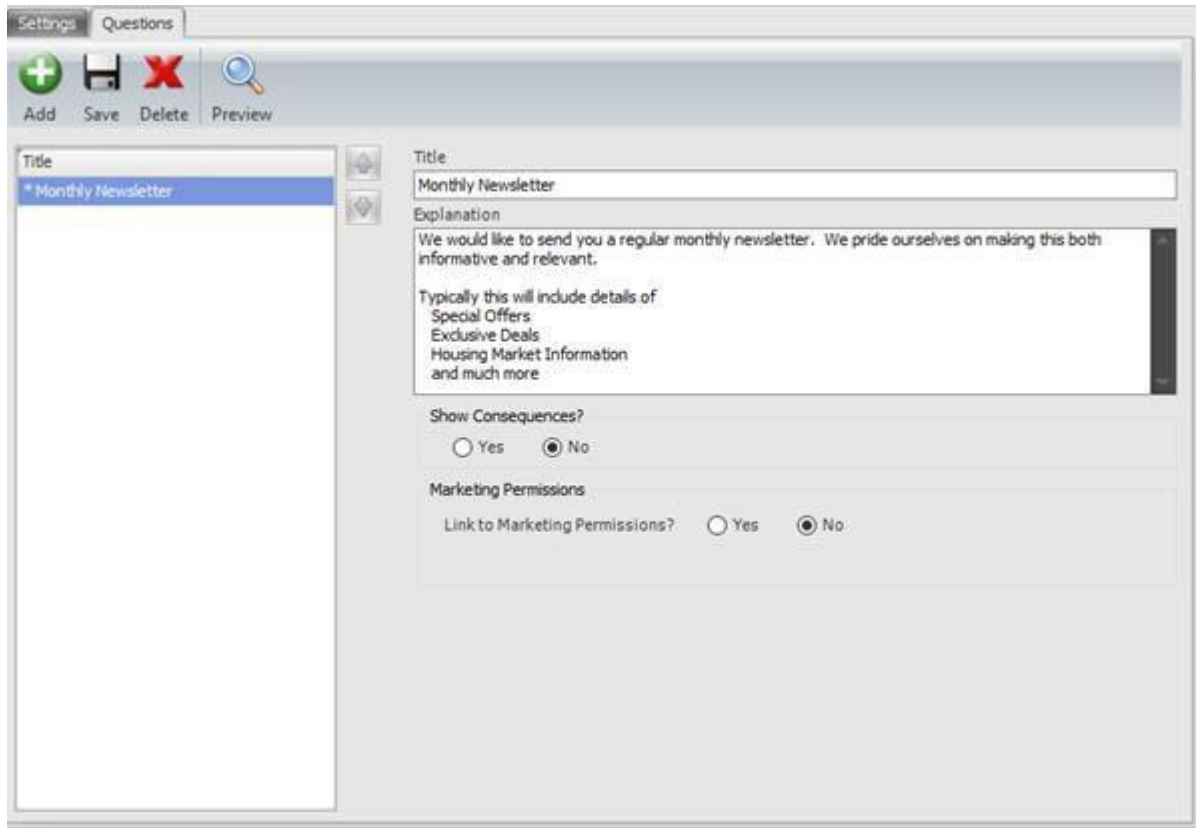 Settings Questions
Add Save Delete Preview
Title
* Monthly Newsletter
Title
Monthly Newsletter
Explanation
We would like to send you a regular monthly newsletter. We pride ourselves on making this both
informative and relevant.
Typically this will include details of
Special Offers
Exclusive Deals
Housing Market Information
and much more
Show Consequences?
Yes No
Marketing Permissions
Link to Marketing Permissions? Yes No